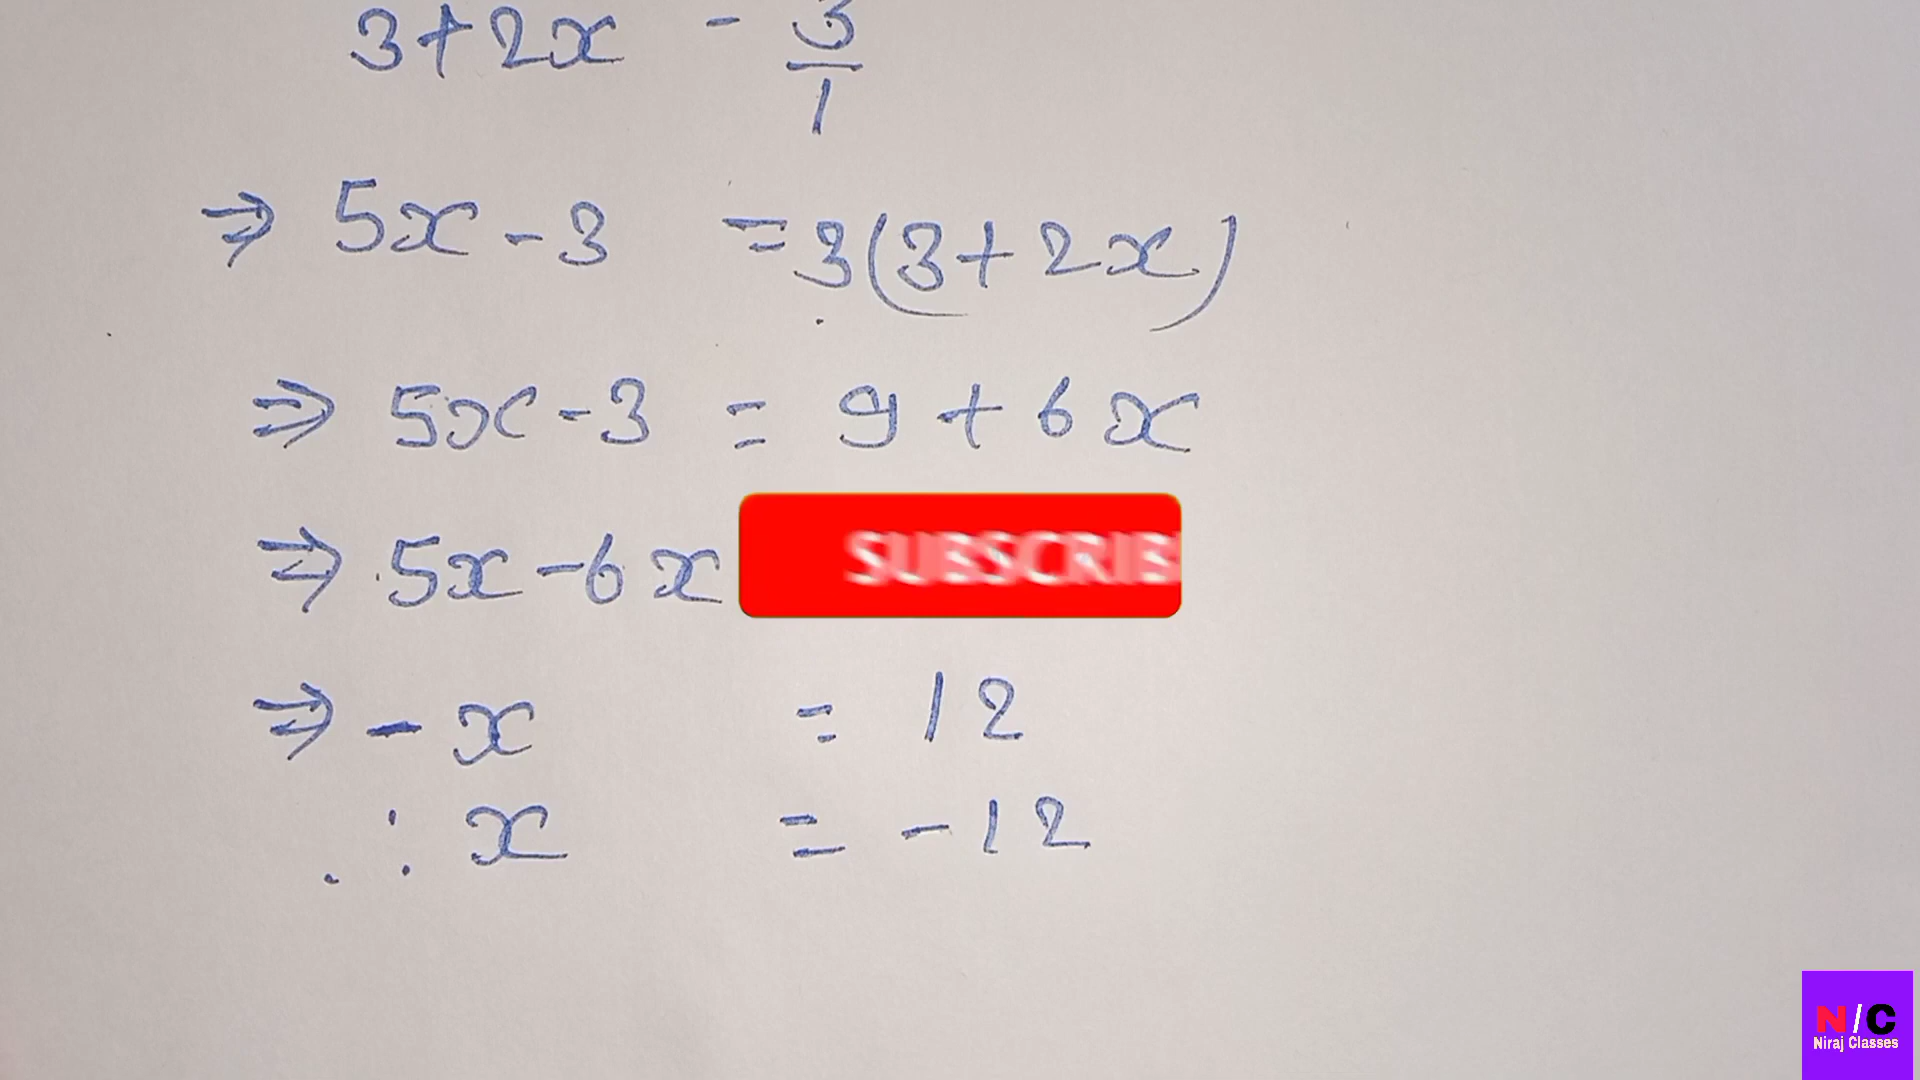 3+2x - 3
1
⇒ 5x - 3 = 3(3+2x)
⇒ 5x - 3 = 9 + 6x
⇒ 5x - 6x SUBSCRIB
⇒ - x = 12
∴ x = - 12
N/C
Niraj Classes